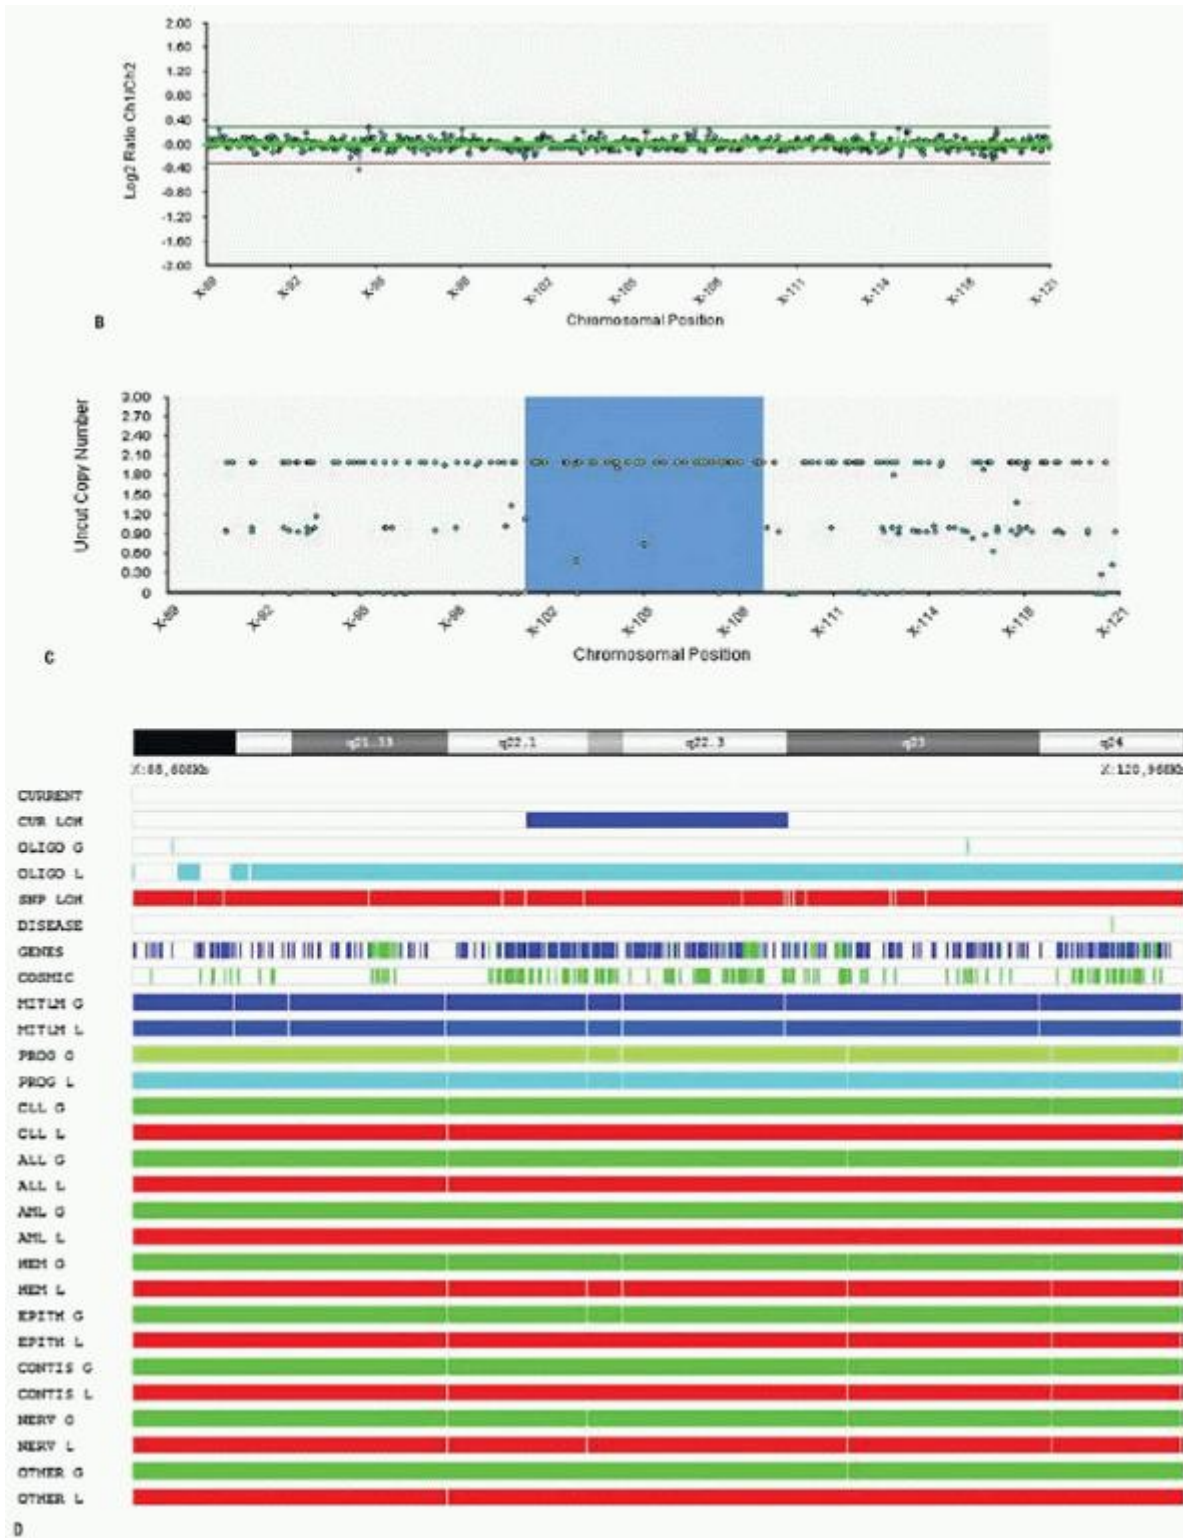 2.00
1.60
1.20
0.80
0.40
-0.00
-0.40
-0.80
-1.20
-1.60
-2.00
Log2 Ratio Ch1/Ch2
X-89 X-92 X-95 X-98 X-102 X-105 X-108 X-111 X-114 X-118 X-121
Chromosomal Position
B
3.00
2.70
2.40
2.10
1.80
1.50
1.20
0.90
0.60
0.30
0
Uncut Copy Number
X-89 X-92 X-95 X-98 X-102 X-105 X-108 X-111 X-114 X-118 X-121
Chromosomal Position
C
q21.33 q22.1 q22.3 q23 q24
CURRENT
CUR LOH
OLIGO G
OLIGO L
SNP LOH
DISEASE
GENES
COSMIC
MITLM G
MITLM L
PROG G
PROG L
CLL G
CLL L
ALL G
ALL L
AML G
AML L
MEM G
MEM L
EPITH G
EPITH L
CONTIS G
CONTIS L
NERV G
NERV L
OTHER G
OTHER L
D